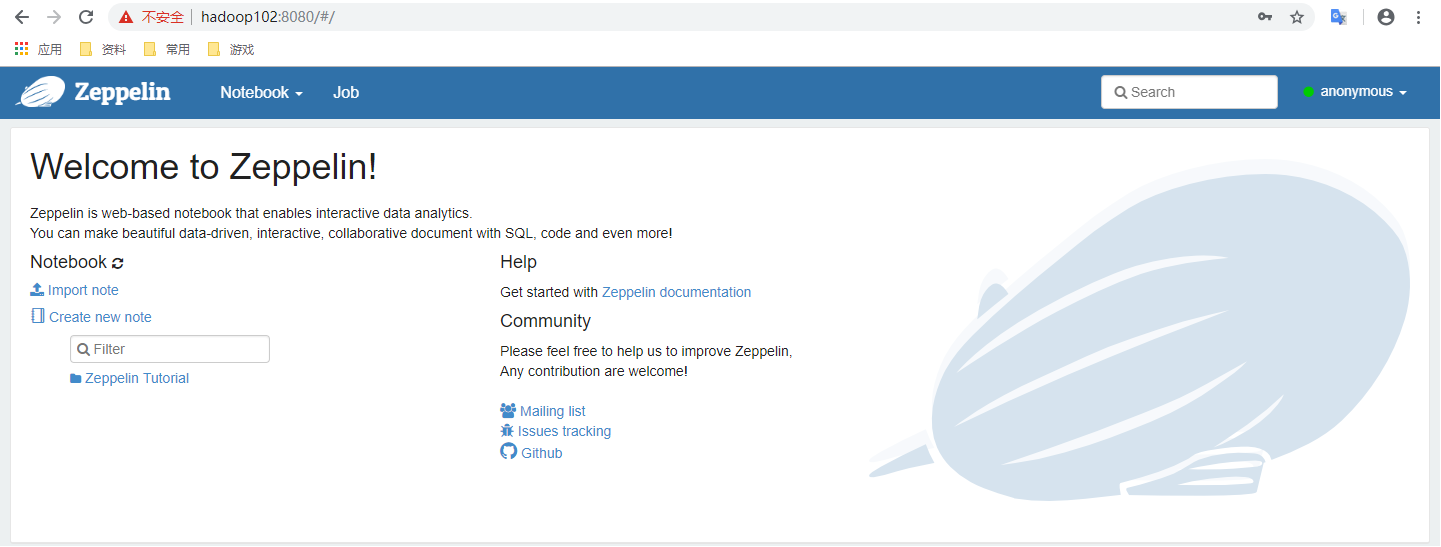 不安全 hadoop102:8080/#/
应用 资料 常用 游戏
Zeppelin Notebook Job Search anonymous
Welcome to Zeppelin!
Zeppelin is web-based notebook that enables interactive data analytics.
You can make beautiful data-driven, interactive, collaborative document with SQL, code and even more!
Notebook
Import note
Create new note
Filter
Zeppelin Tutorial
Help
Get started with Zeppelin documentation
Community
Please feel free to help us to improve Zeppelin,
Any contribution are welcome!
Mailing list
Issues tracking
Github